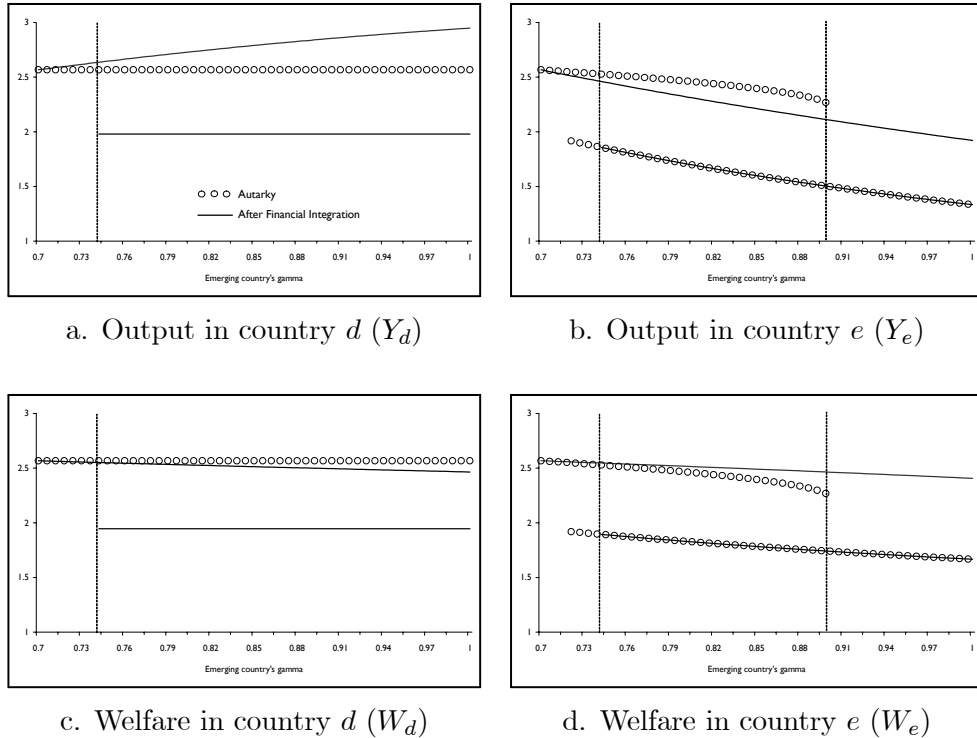 3
2.5
2
1.5
1
Autarky
After Financial Integration
0.7 0.73 0.76 0.79 0.82 0.85 0.88 0.91 0.94 0.97 1
Emerging country's gamma
a. Output in country d (Y_d)
3
2.5
2
1.5
1
0.7 0.73 0.76 0.79 0.82 0.85 0.88 0.91 0.94 0.97 1
Emerging country's gamma
b. Output in country e (Y_e)
3
2.5
2
1.5
1
0.7 0.73 0.76 0.79 0.82 0.85 0.88 0.91 0.94 0.97 1
Emerging country's gamma
c. Welfare in country d (W_d)
3
2.5
2
1.5
1
0.7 0.73 0.76 0.79 0.82 0.85 0.88 0.91 0.94 0.97 1
Emerging country's gamma
d. Welfare in country e (W_e)